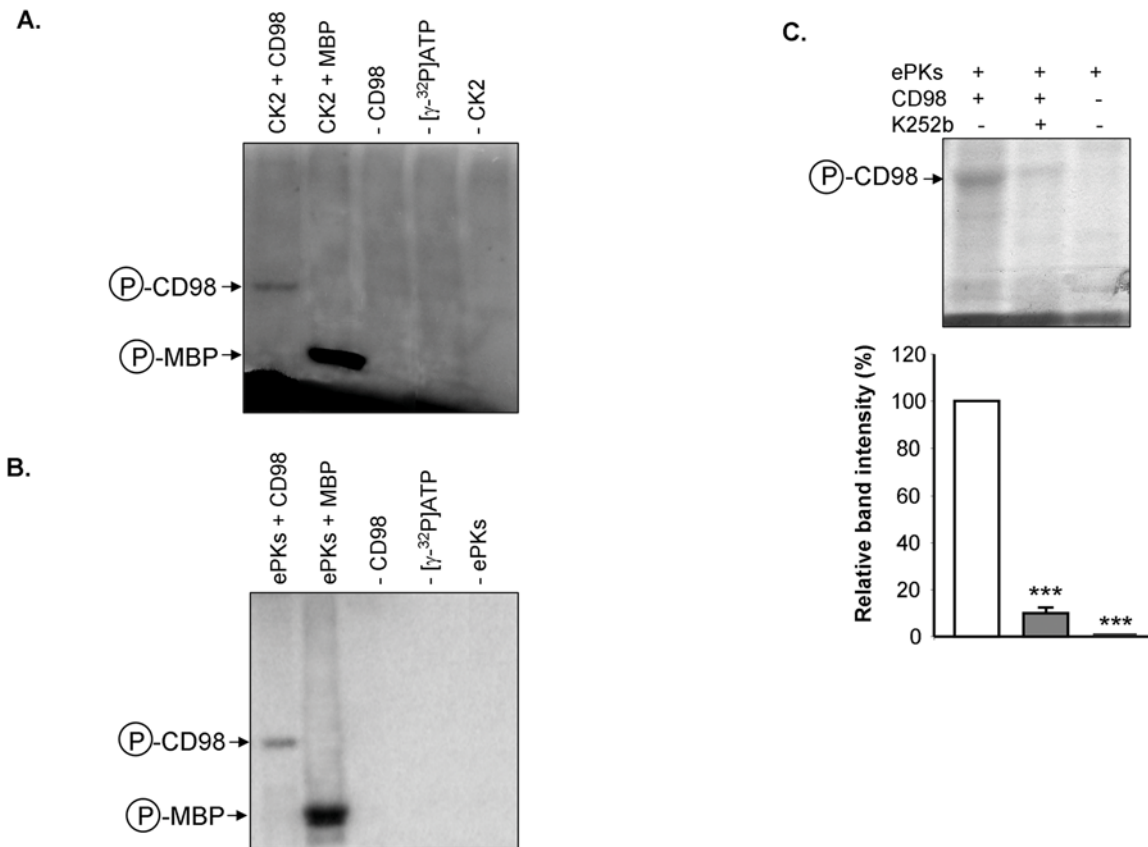 A.
CK2 + CD98
CK2 + MBP
- CD98
- [γ-³²P]ATP
- CK2
P-CD98
P-MBP
B.
ePKs + CD98
ePKs + MBP
- CD98
- [γ-³²P]ATP
- ePKs
P-CD98
P-MBP
C.
ePKs + + +
CD98 + + -
K252b - + -
P-CD98
Relative band intensity (%)
120
100
80
60
40
20
0
***
***